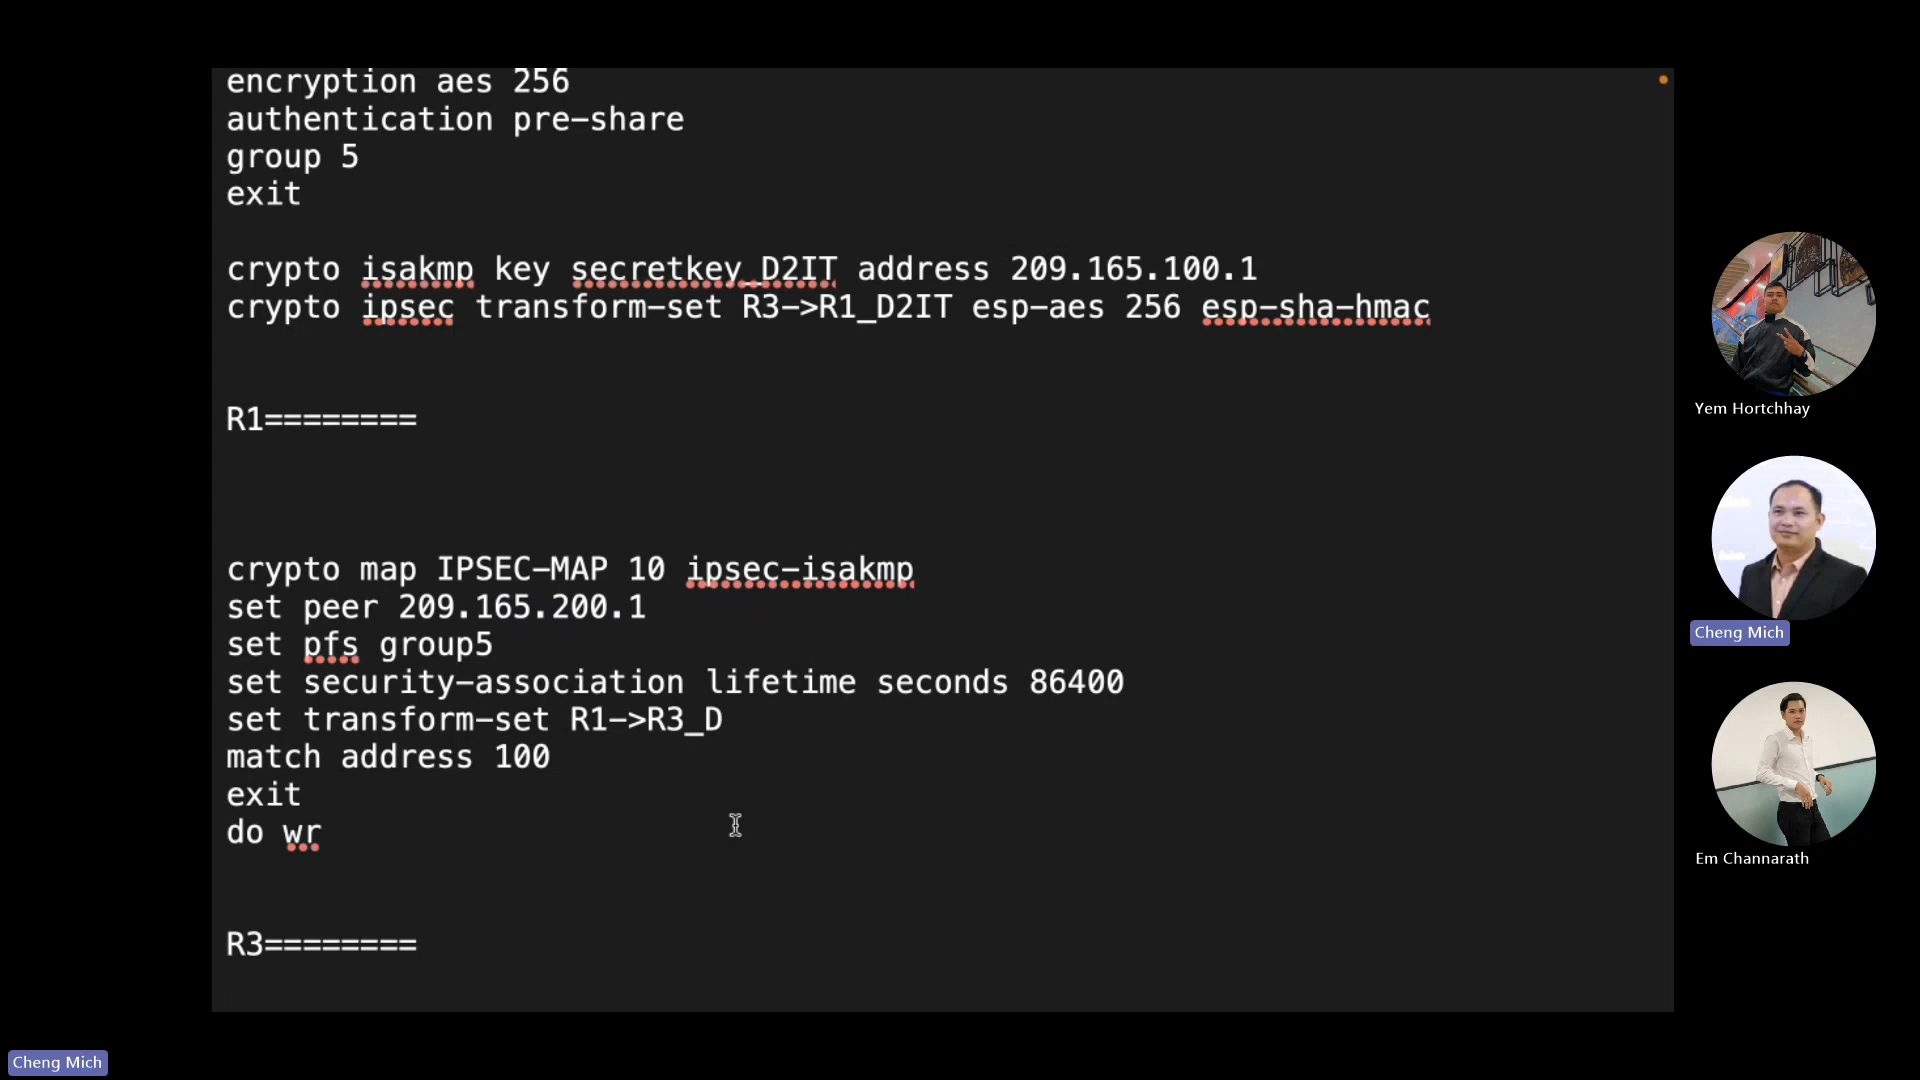 encryption aes 256
authentication pre-share
group 5
exit
crypto isakmp key secretkey_D2IT address 209.165.100.1
crypto ipsec transform-set R3->R1_D2IT esp-aes 256 esp-sha-hmac
R1========
crypto map IPSEC-MAP 10 ipsec-isakmp
set peer 209.165.200.1
set pfs group5
set security-association lifetime seconds 86400
set transform-set R1->R3_D
match address 100
exit
do wr
R3========
Yem Hortchhay
Cheng Mich
Em Channarath
Cheng Mich